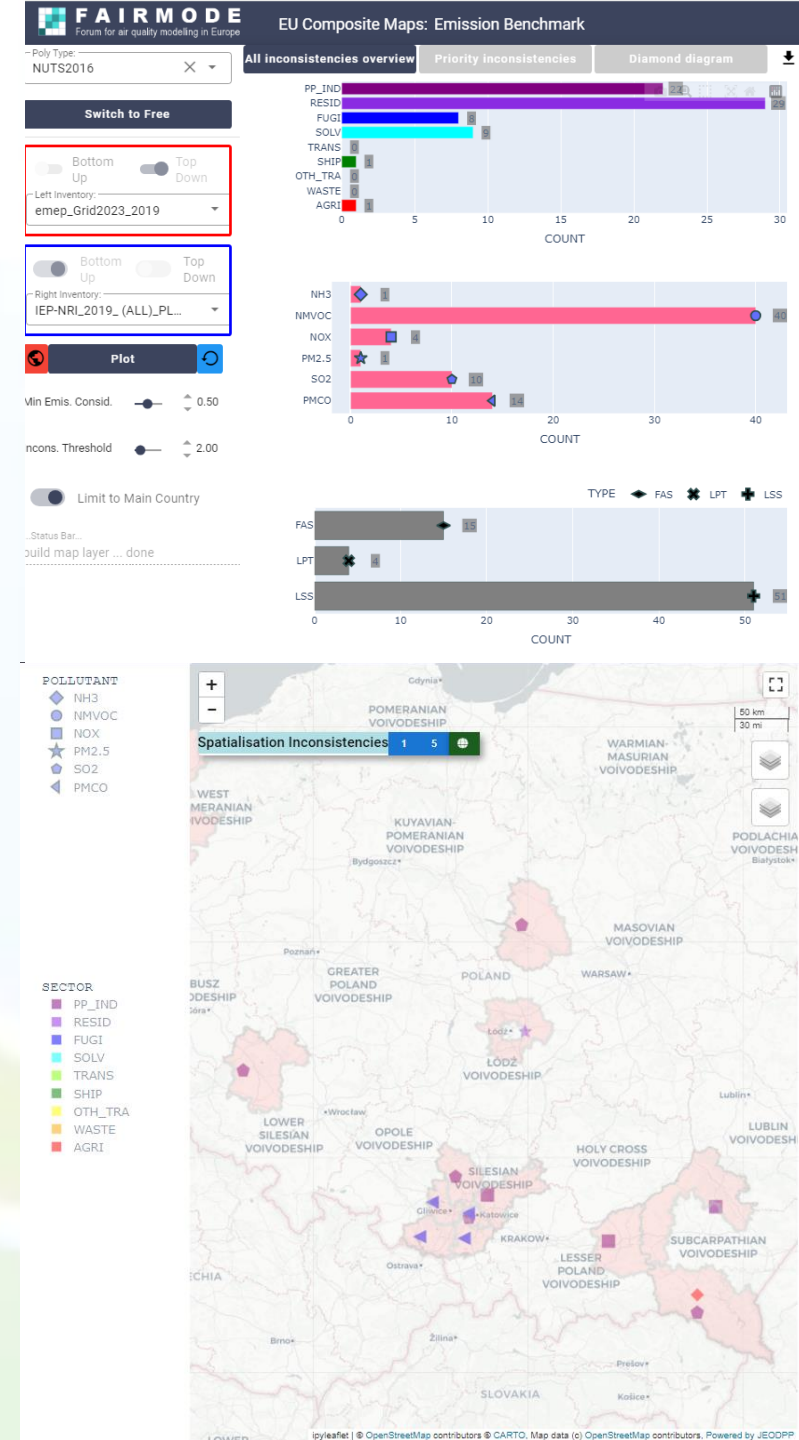 FAIRMODE
Forum for air quality modelling in Europe
EU Composite Maps: Emission Benchmark
Poly Type:
NUTS2016
All inconsistencies overview
Priority inconsistencies
Diamond diagram
Switch to Free
Bottom Up
Top Down
Left Inventory:
emep_Grid2023_2019
Bottom Up
Top Down
Right Inventory:
IEP-NRI_2019_ (ALL)_PL...
Plot
Min Emis. Consid.
0.50
ncons. Threshold
2.00
Limit to Main Country
...Status Bar...
build map layer ... done
PP_IND 22
RESID 29
FUGI 8
SOLV 9
TRANS 0
SHIP 1
OTH_TRA 0
WASTE 0
AGRI 1
0 5 10 15 20 25 30
COUNT
NH3 1
NMVOC 40
NOX 4
PM2.5 1
SO2 10
PMCO 14
0 10 20 30 40
COUNT
TYPE FAS LPT LSS
FAS 15
LPT 4
LSS 51
0 10 20 30 40 50
COUNT
POLLUTANT
NH3
NMVOC
NOX
PM2.5
SO2
PMCO
SECTOR
PP_IND
RESID
FUGI
SOLV
TRANS
SHIP
OTH_TRA
WASTE
AGRI
+
−
Spatialisation Inconsistencies 1 5
50 km
30 mi
Gdynia
POMERANIAN
VOIVODESHIP
WARMIAN-
MASURIAN
VOIVODESHIP
WEST
MERANIAN
IVODESHIP
KUYAVIAN-
POMERANIAN
VOIVODESHIP
Bydgoszcz
PODLACHIA
VOIVODESH
Białystok
MASOVIAN
VOIVODESHIP
Poznań
GREATER
POLAND
VOIVODESHIP
POLAND
WARSAW
BUSZ
ODESHIP
Góra
Łódź
ŁÓDŹ
VOIVODESHIP
Lublin
LUBLIN
VOIVODESH
Wrocław
LOWER
SILESIAN
VOIVODESHIP
OPOLE
VOIVODESHIP
HOLY CROSS
VOIVODESHIP
SILESIAN
VOIVODESHIP
Gliwice
Katowice
KRAKOW
SUBCARPATHIAN
VOIVODESHIP
LESSER
POLAND
VOIVODESHIP
Ostrava
ECHIA
Brno
Žilina
Prešov
SLOVAKIA
Košice
LOWER
ipyleaflet | © OpenStreetMap contributors © CARTO, Map data (c) OpenStreetMap contributors, Powered by JEODPP